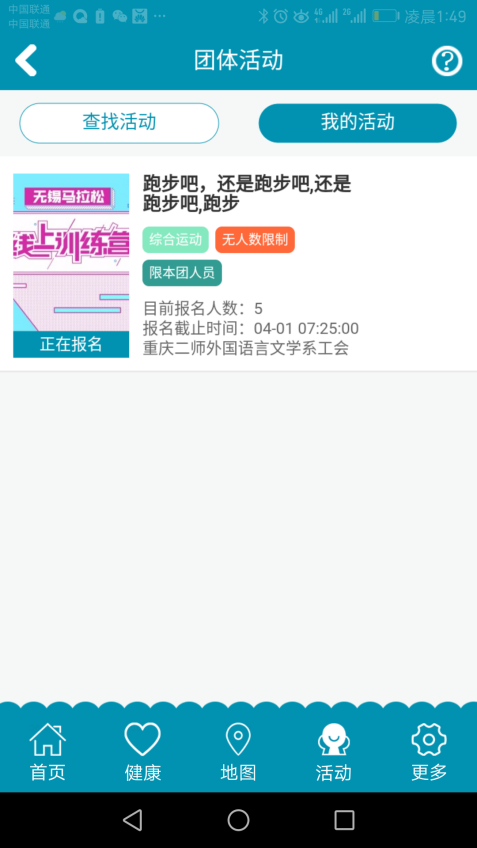 中国联通
中国联通
4G
2G
凌晨1:49
团体活动
查找活动
我的活动
无锡马拉松
线上训练营
正在报名
跑步吧，还是跑步吧,还是
跑步吧,跑步
综合运动
无人数限制
限本团人员
目前报名人数：5
报名截止时间：04-01 07:25:00
重庆二师外国语言文学系工会
首页
健康
地图
活动
更多